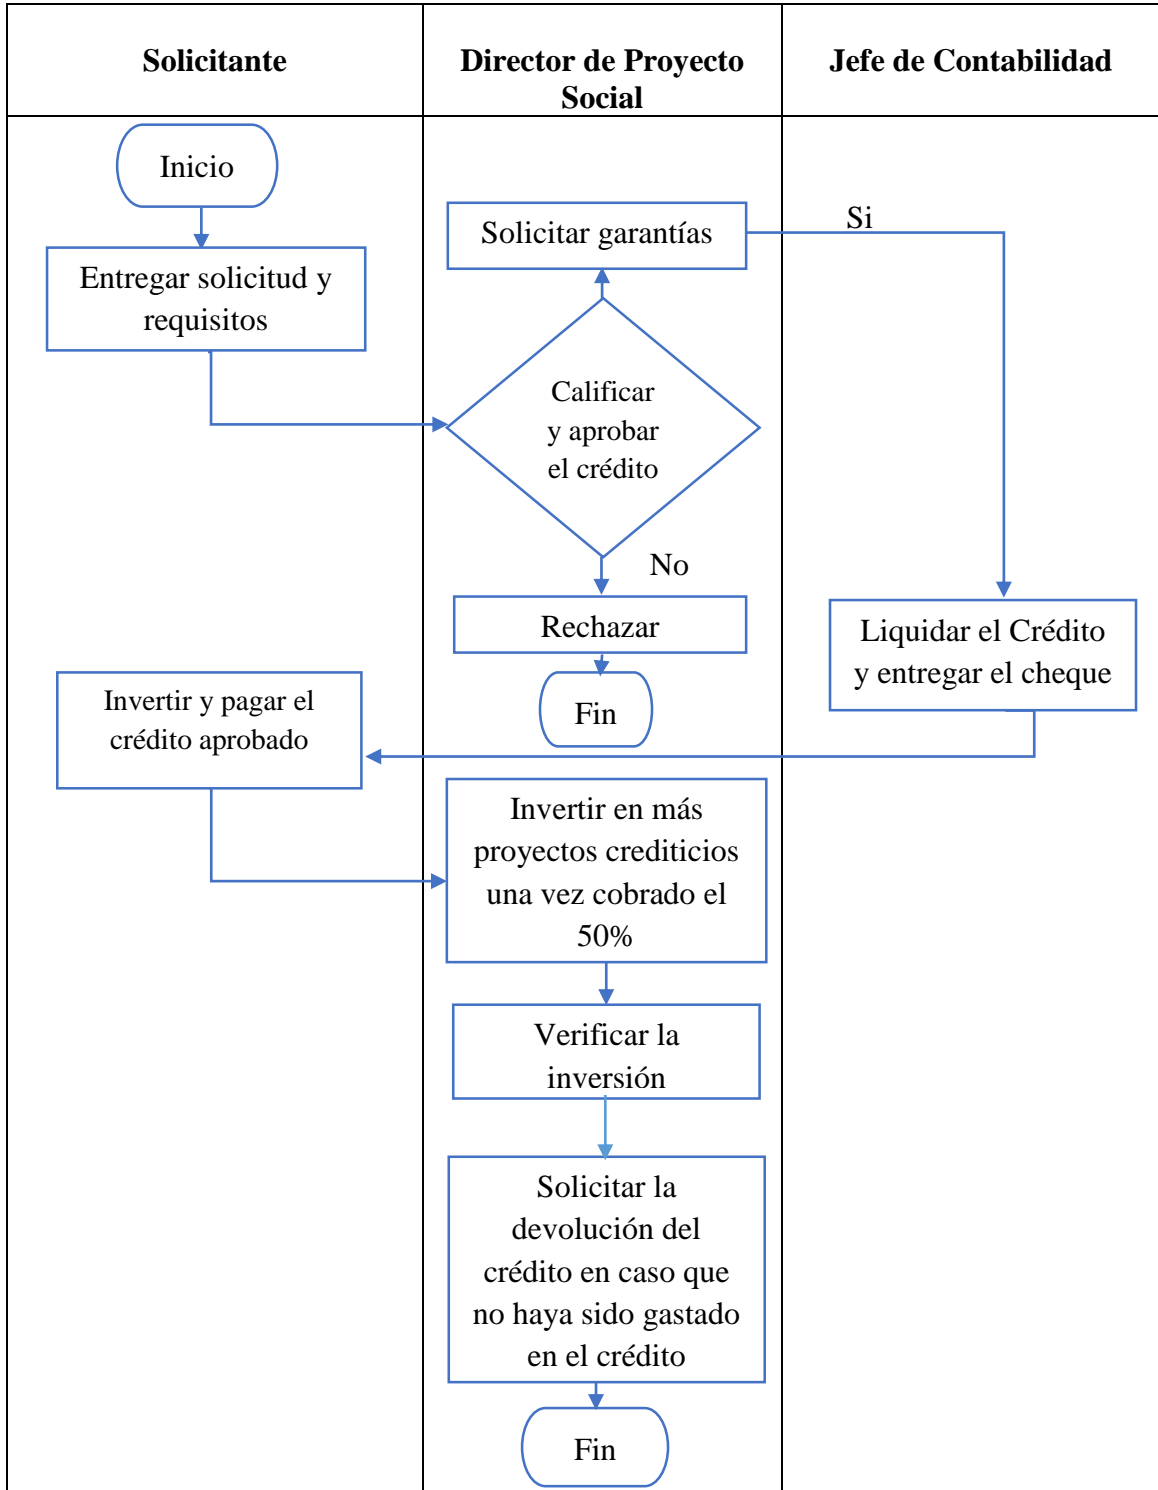 Solicitante
Director de Proyecto
Social
Jefe de Contabilidad
Inicio
Solicitar garantías
Si
Entregar solicitud y
requisitos
Calificar
y aprobar
el crédito
No
Rechazar
Liquidar el Crédito
y entregar el cheque
Invertir y pagar el
crédito aprobado
Fin
Invertir en más
proyectos crediticios
una vez cobrado el
50%
Verificar la
inversión
Solicitar la
devolución del
crédito en caso que
no haya sido gastado
en el crédito
Fin